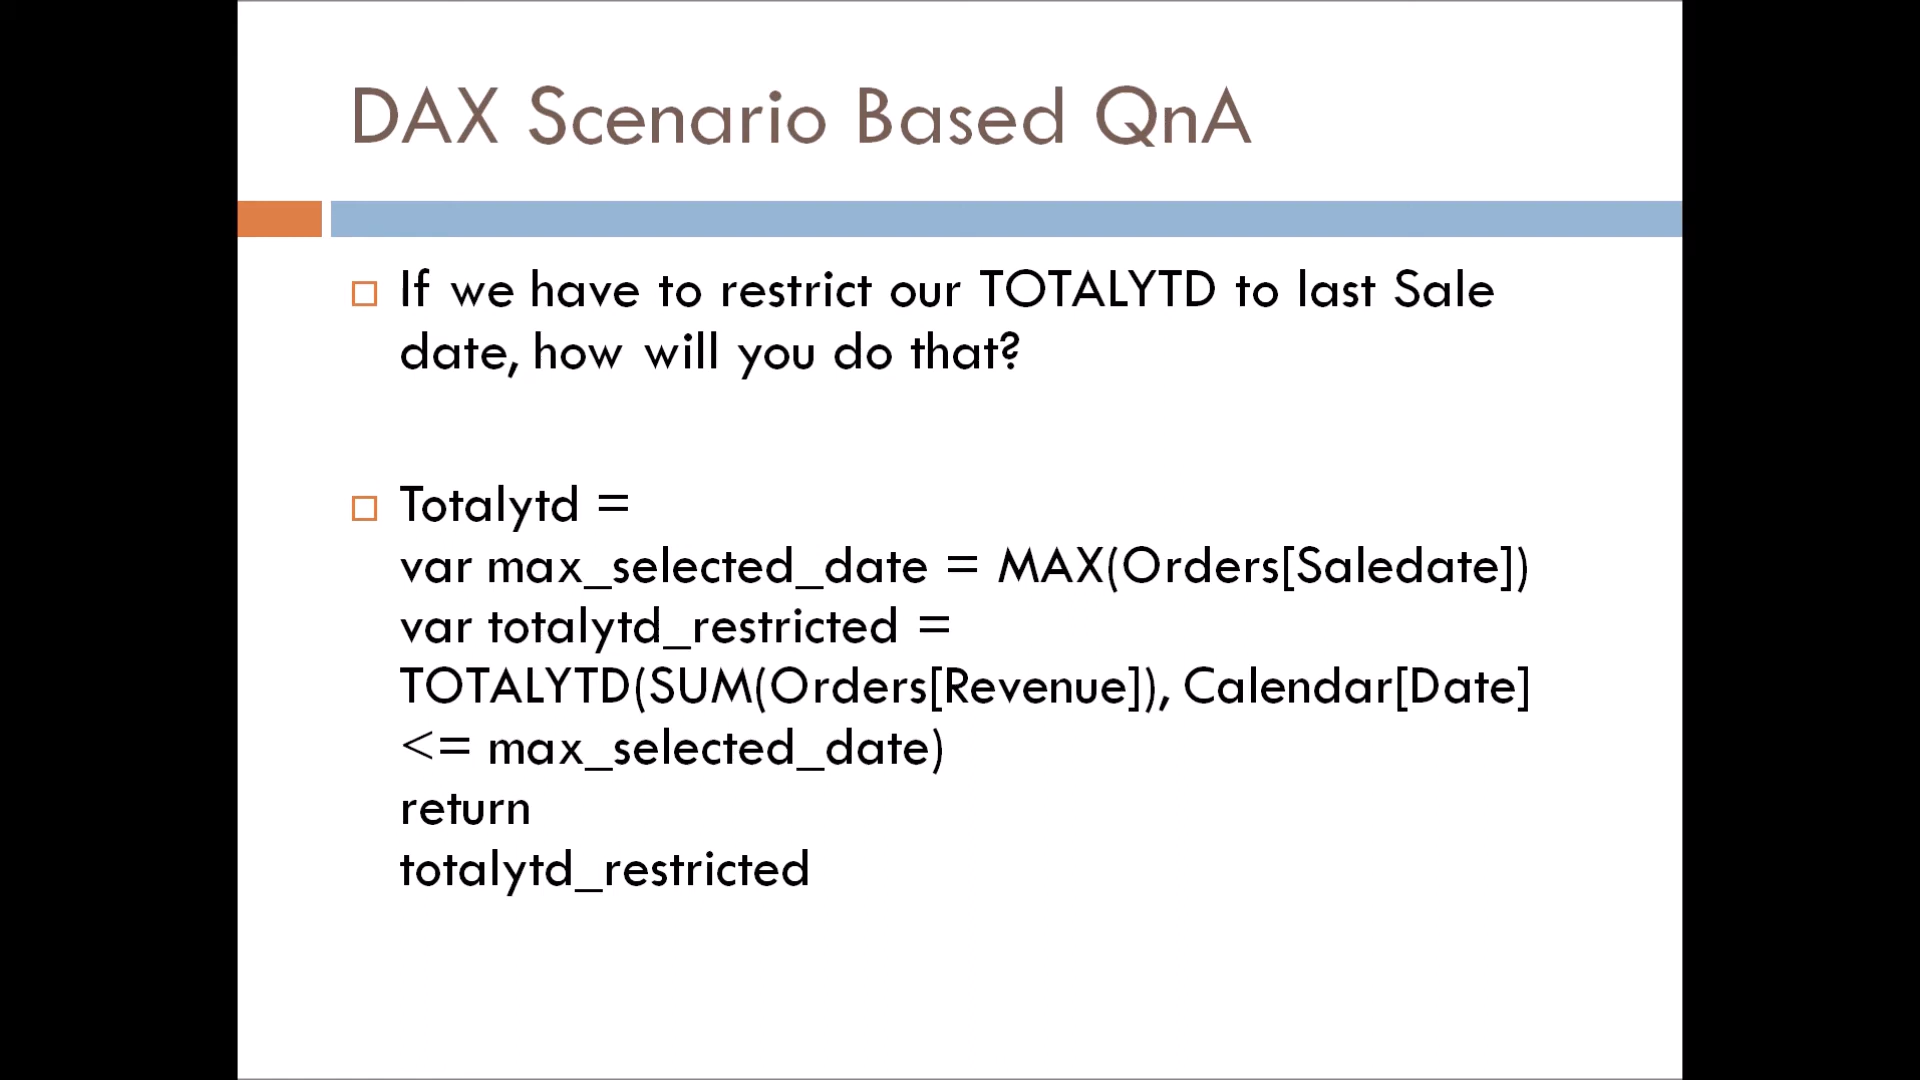 DAX Scenario Based QnA
If we have to restrict our TOTALYTD to last Sale
date, how will you do that?
Totalytd =
var max_selected_date = MAX(Orders[Saledate])
var totalytd_restricted =
TOTALYTD(SUM(Orders[Revenue]), Calendar[Date]
<= max_selected_date)
return
totalytd_restricted